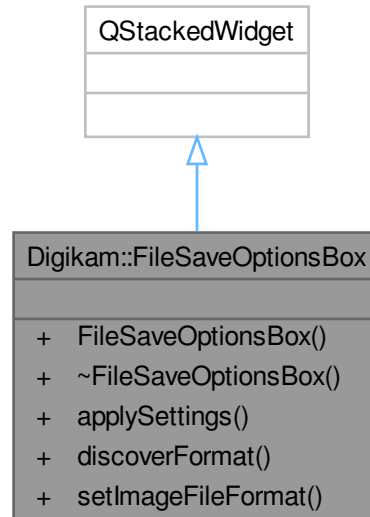 QStackedWidget
Digikam::FileSaveOptionsBox
+ FileSaveOptionsBox()
+ ~FileSaveOptionsBox()
+ applySettings()
+ discoverFormat()
+ setImageFileFormat()